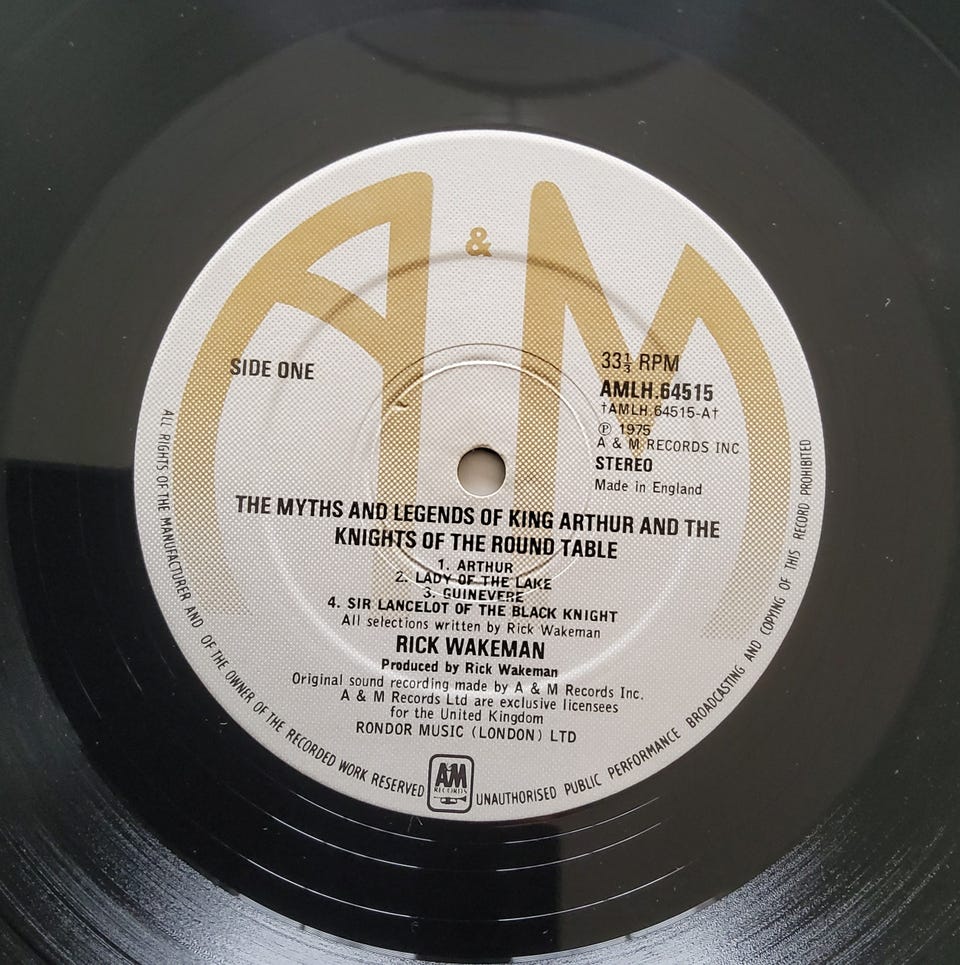 A & M
SIDE ONE
33⅓ RPM
AMLH.64515
†AMLH.64515-A†
℗ 1975
A & M RECORDS INC
STEREO
Made in England
THE MYTHS AND LEGENDS OF KING ARTHUR AND THE
KNIGHTS OF THE ROUND TABLE
1. ARTHUR
2. LADY OF THE LAKE
3. GUINEVERE
4. SIR LANCELOT OF THE BLACK KNIGHT
All selections written by Rick Wakeman
RICK WAKEMAN
Produced by Rick Wakeman
Original sound recording made by A & M Records Inc.
A & M Records Ltd are exclusive licensees
for the United Kingdom
RONDOR MUSIC (LONDON) LTD
ALL RIGHTS OF THE MANUFACTURER AND OF THE OWNER OF THE RECORDED WORK RESERVED
A&M
RECORDS
UNAUTHORISED PUBLIC PERFORMANCE BROADCASTING AND COPYING OF THIS RECORD PROHIBITED